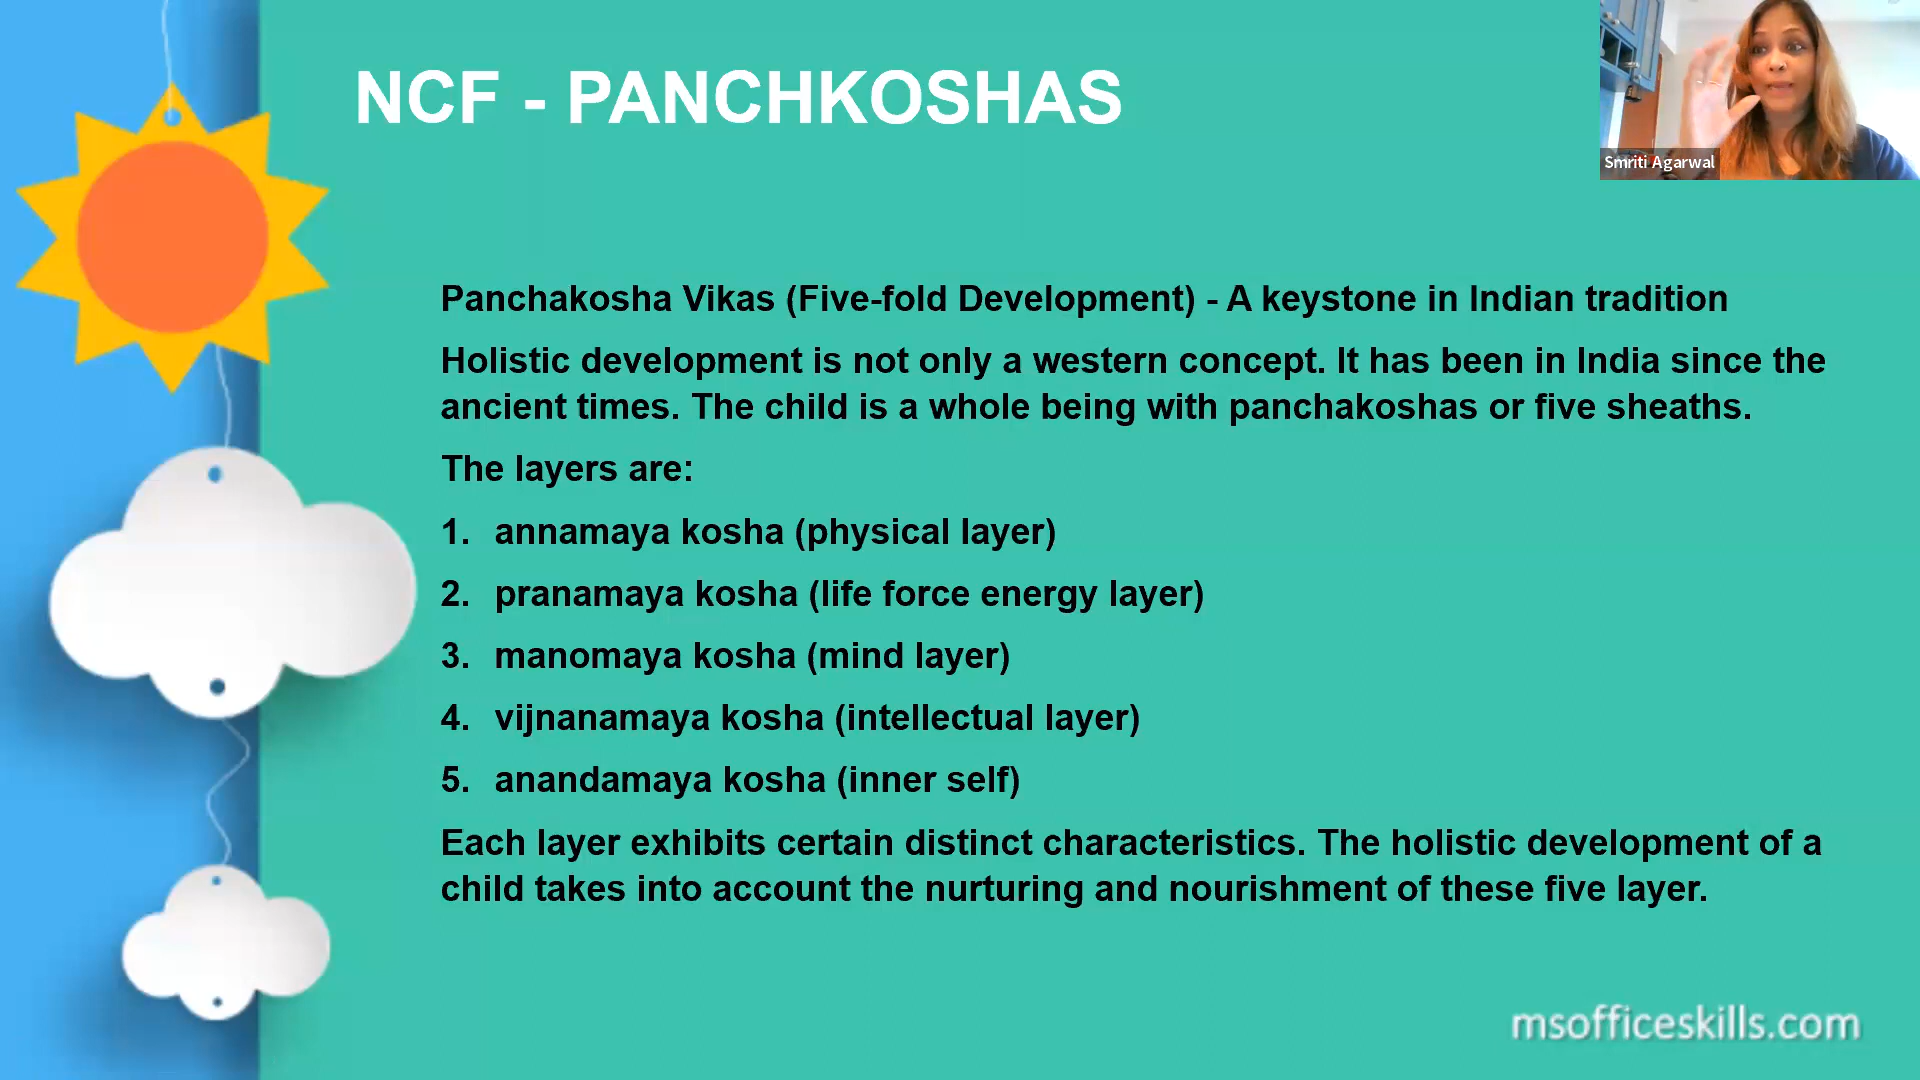 NCF - PANCHKOSHAS
Smriti Agarwal
Panchakosha Vikas (Five-fold Development) - A keystone in Indian tradition
Holistic development is not only a western concept. It has been in India since the
ancient times. The child is a whole being with panchakoshas or five sheaths.
The layers are:
1. annamaya kosha (physical layer)
2. pranamaya kosha (life force energy layer)
3. manomaya kosha (mind layer)
4. vijnanamaya kosha (intellectual layer)
5. anandamaya kosha (inner self)
Each layer exhibits certain distinct characteristics. The holistic development of a
child takes into account the nurturing and nourishment of these five layer.
msofficeskills.com